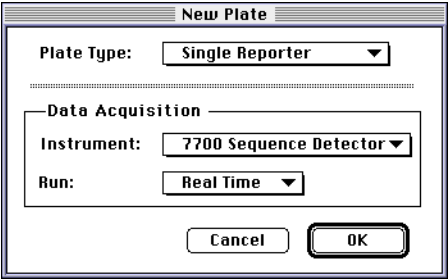 New Plate
Plate Type: Single Reporter
Data Acquisition
Instrument: 7700 Sequence Detector
Run: Real Time
Cancel OK